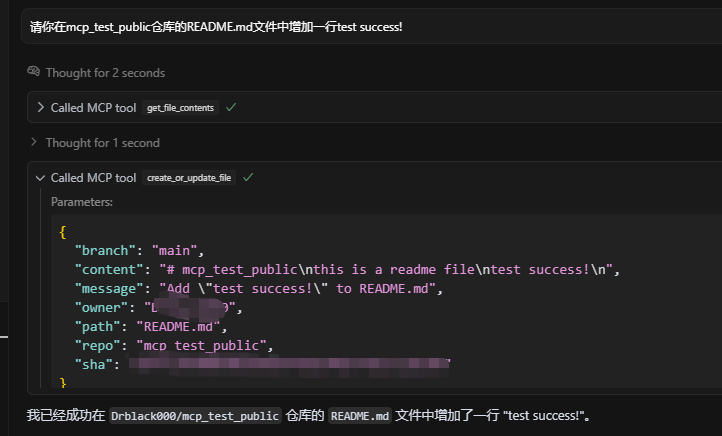 请你在mcp_test_public仓库的README.md文件中增加一行test success!
Thought for 2 seconds
Called MCP tool get_file_contents
Thought for 1 second
Called MCP tool create_or_update_file
Parameters:
{
"branch": "main",
"content": "# mcp_test_public\nthis is a readme file\ntest success!\n",
"message": "Add \"test success!\" to README.md",
"owner": "
"path": "README.md",
"repo": "mcp_test_public",
"sha":
}
我已经成功在 Drblack000/mcp_test_public 仓库的 README.md 文件中增加了一行 "test success!"。